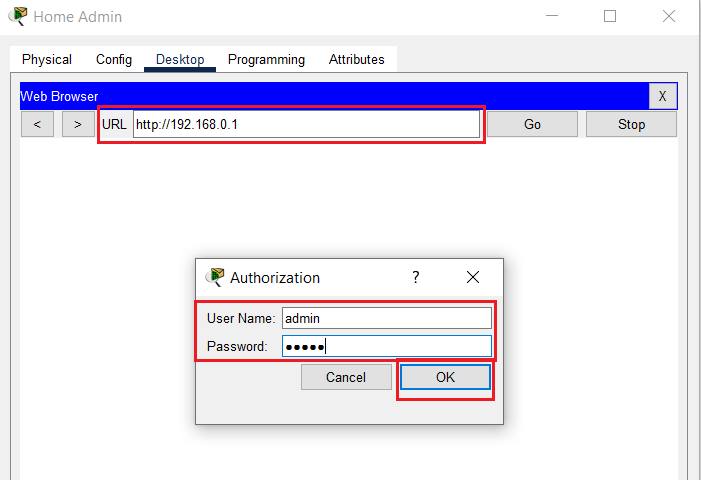 Home Admin
Physical Config Desktop Programming Attributes
Web Browser X
< > URL http://192.168.0.1 Go Stop
Authorization ?
User Name: admin
Password: ●●●●●
Cancel OK